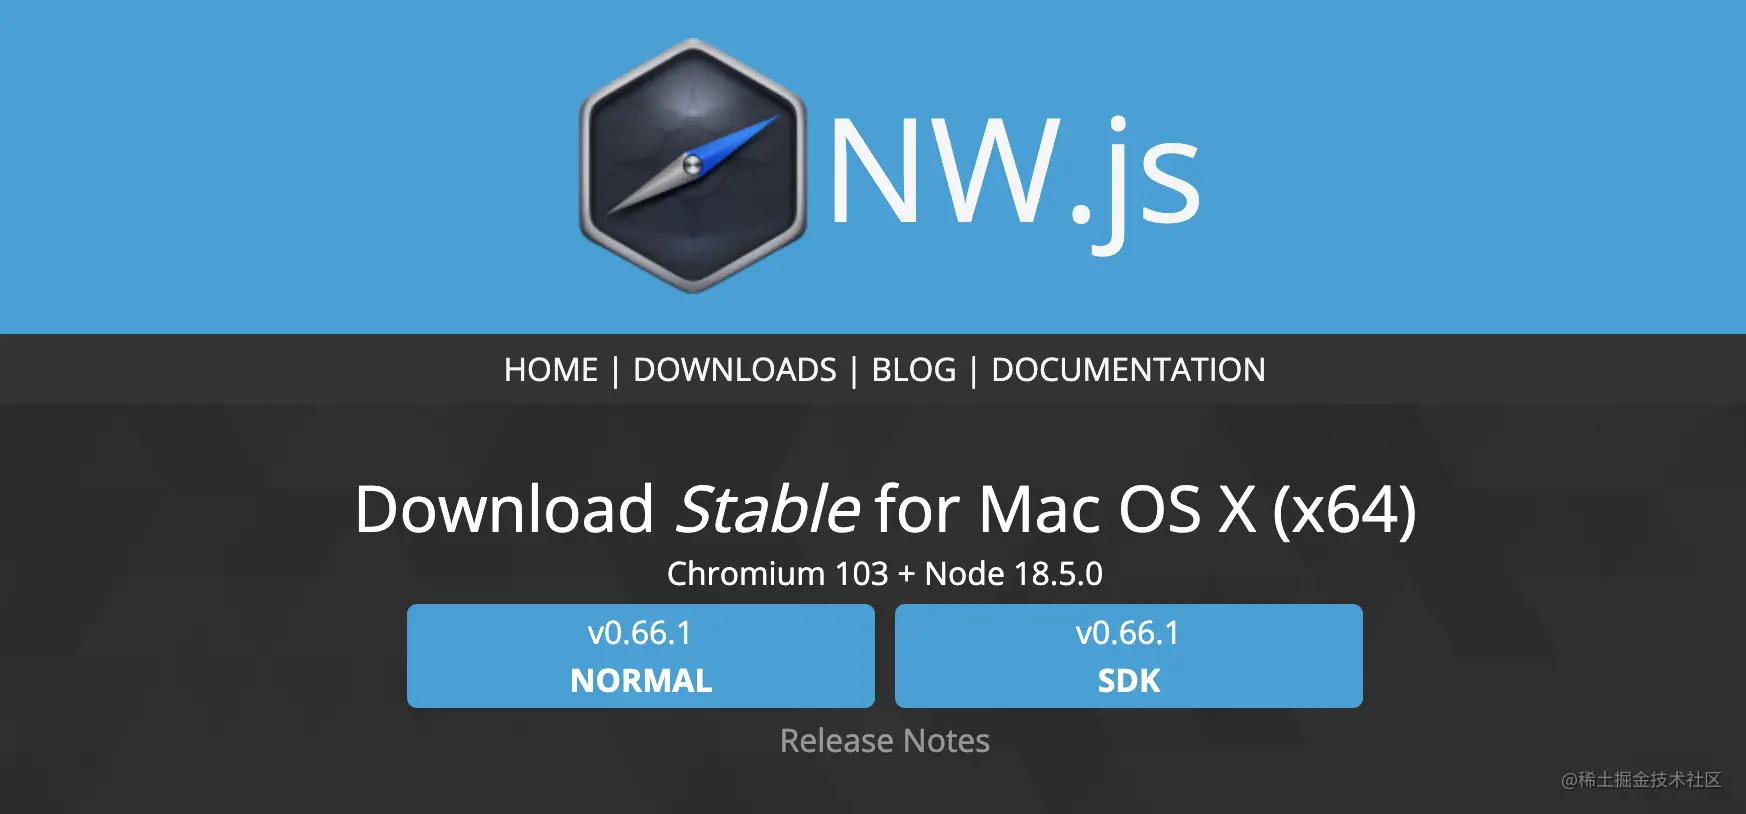 NW.js
HOME | DOWNLOADS | BLOG | DOCUMENTATION
Download Stable for Mac OS X (x64)
Chromium 103 + Node 18.5.0
v0.66.1
NORMAL
v0.66.1
SDK
Release Notes
@稀土掘金技术社区